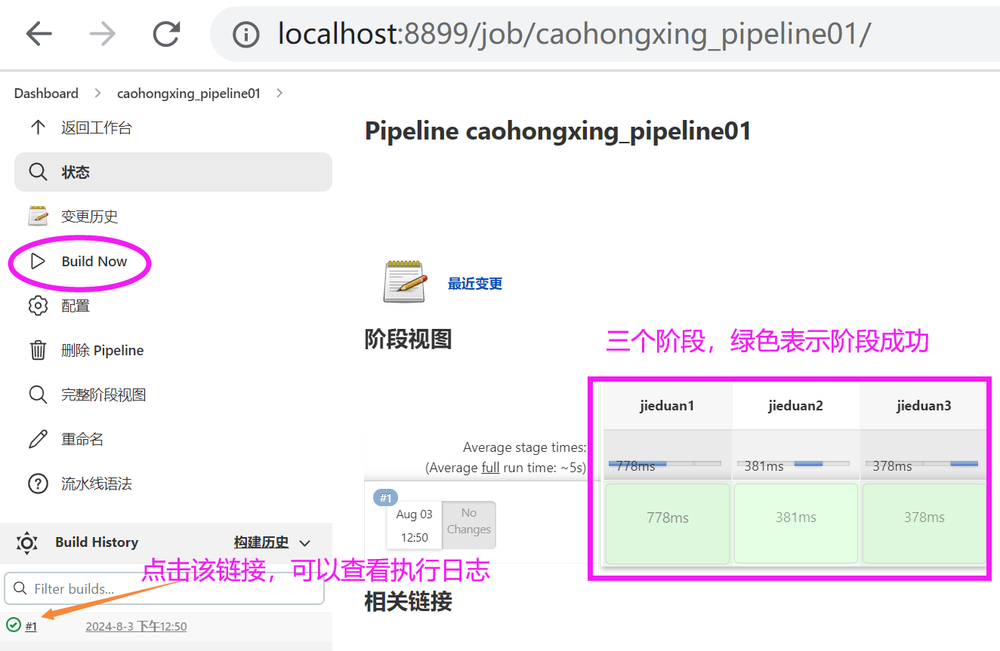 localhost:8899/job/caohongxing_pipeline01/
Dashboard
caohongxing_pipeline01
返回工作台
状态
变更历史
Build Now
配置
删除 Pipeline
完整阶段视图
重命名
流水线语法
Build History
构建历史
点击该链接，可以查看执行日志
Filter builds...
#1
2024-8-3 下午12:50
Pipeline caohongxing_pipeline01
最近变更
阶段视图
三个阶段，绿色表示阶段成功
jieduan1 jieduan2 jieduan3
Average stage times:
(Average full run time: ~5s)
778ms 381ms 378ms
#1
Aug 03
12:50
No
Changes
778ms 381ms 378ms
相关链接